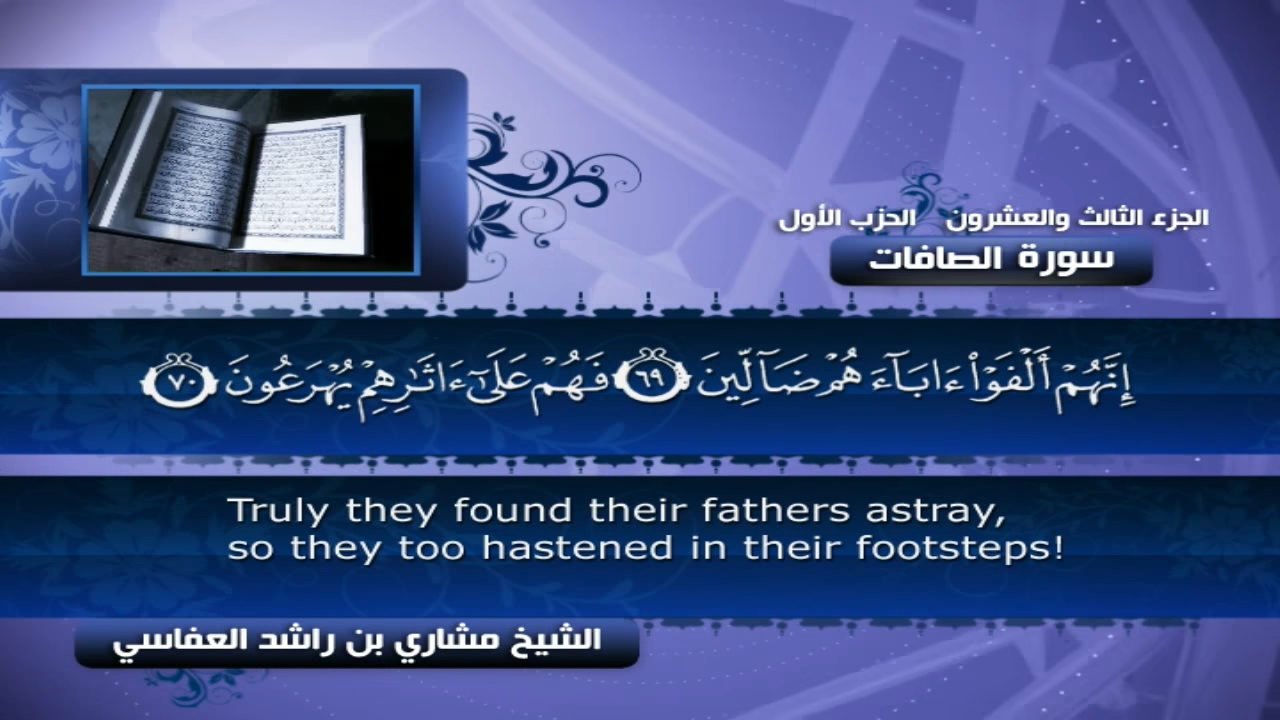 الجزء الثالث والعشرون الحزب الأول
سورة الصافات
إِنَّهُمْ أَلْفَوْا۟ ءَابَآءَهُمْ ضَآلِّينَ ٦٩ فَهُمْ عَلَىٰٓ ءَاثَٰرِهِمْ يُهْرَعُونَ ٧٠
Truly they found their fathers astray,
so they too hastened in their footsteps!
الشيخ مشاري بن راشد العفاسي